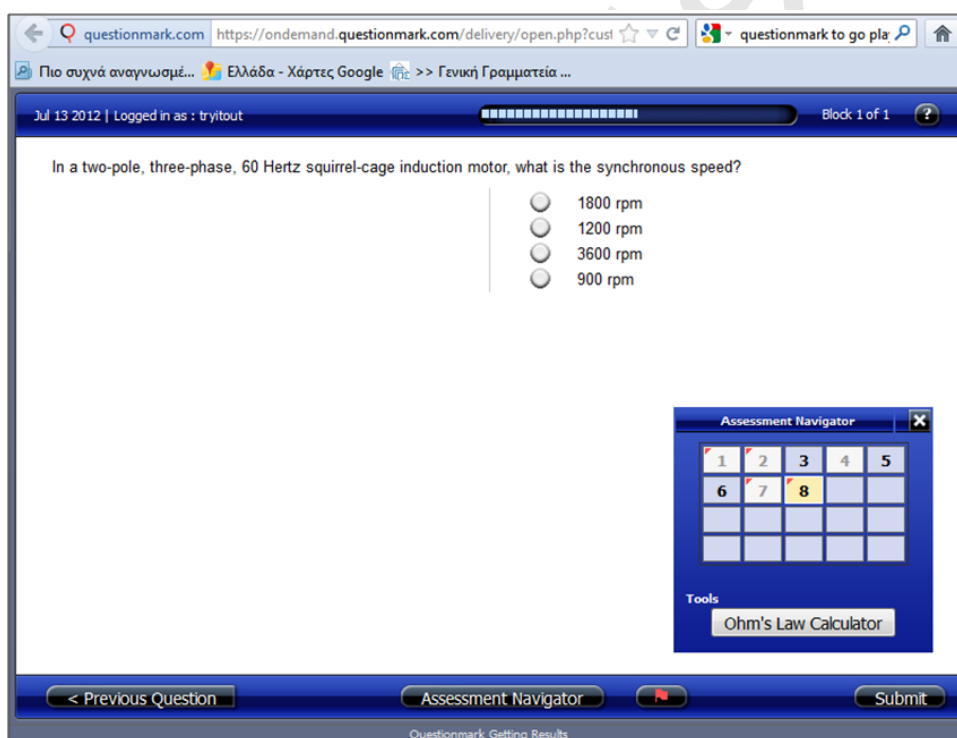 questionmark.com https://ondemand.questionmark.com/delivery/open.php?cust questionmark to go pla
Πιο συχνά αναγνωσμέ... Ελλάδα - Χάρτες Google >> Γενική Γραμματεία ...
Jul 13 2012 | Logged in as : tryitout Block 1 of 1 ?
In a two-pole, three-phase, 60 Hertz squirrel-cage induction motor, what is the synchronous speed?
1800 rpm
1200 rpm
3600 rpm
900 rpm
Assessment Navigator
1 2 3 4 5
6 7 8
Tools
Ohm's Law Calculator
< Previous Question Assessment Navigator Submit
Questionmark Getting Results